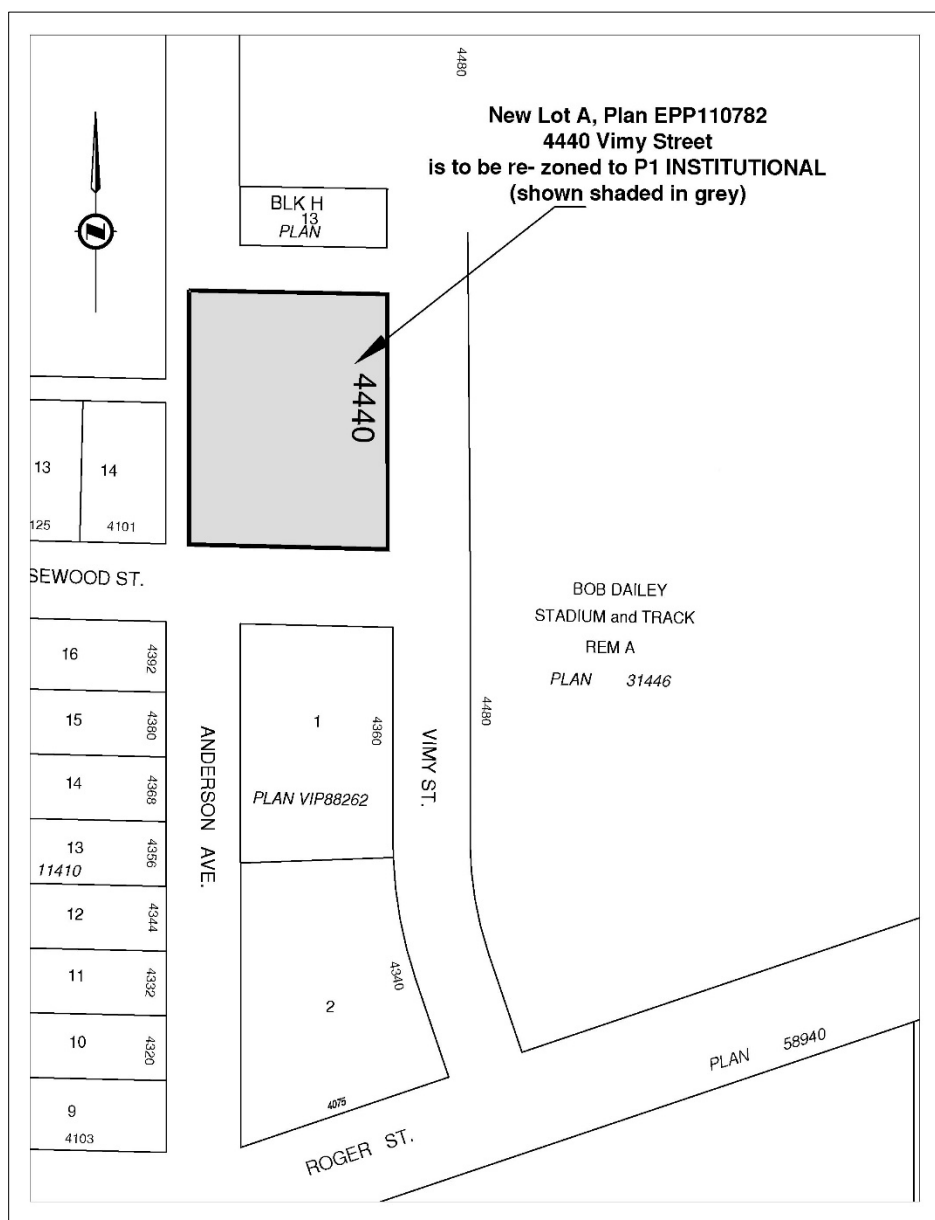 4480
New Lot A, Plan EPP110782
4440 Vimy Street
is to be re- zoned to P1 INSTITUTIONAL
(shown shaded in grey)
BLK H
13
PLAN
4440
13
14
125
4101
SEWOOD ST.
16
4392
15
4380
14
4368
13
11410
4356
12
4344
11
4332
10
4320
9
4103
ANDERSON AVE.
1
4360
PLAN VIP88262
2
4340
4075
VIMY ST.
4480
BOB DAILEY
STADIUM and TRACK
REM A
PLAN 31446
PLAN 58940
ROGER ST.